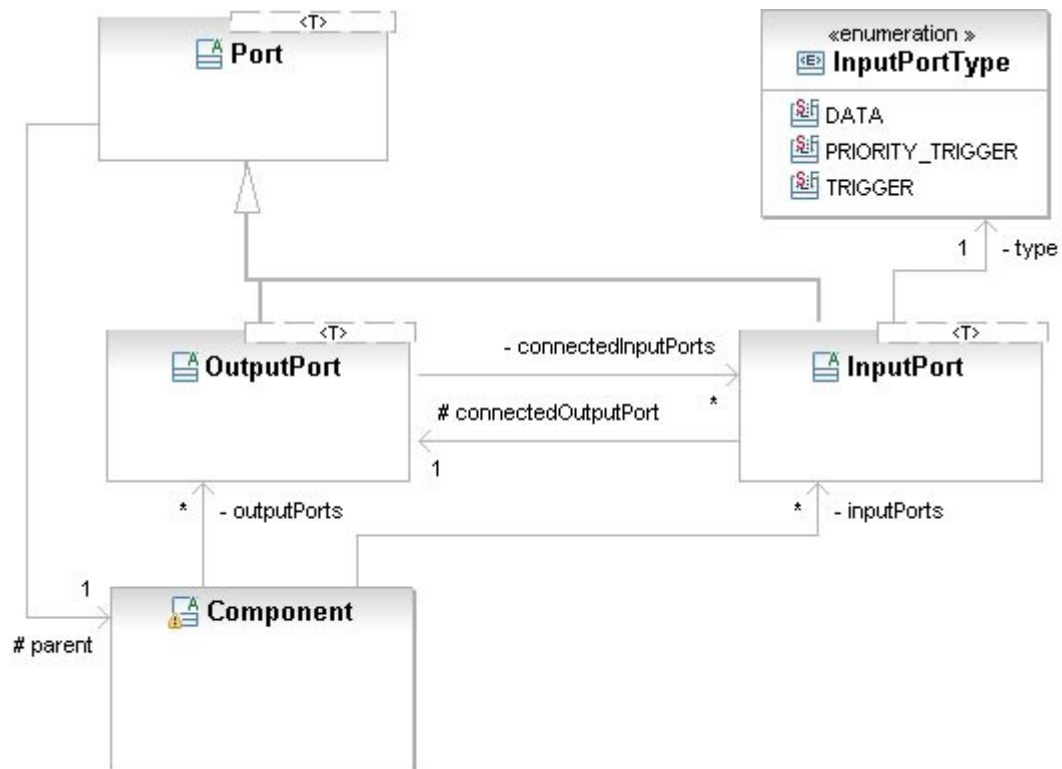 <T>
Port
«enumeration »
InputPortType
DATA
PRIORITY_TRIGGER
TRIGGER
1 - type
<T>
OutputPort
<T>
InputPort
- connectedInputPorts
*
# connectedOutputPort
1
* - outputPorts
* - inputPorts
1
# parent
Component